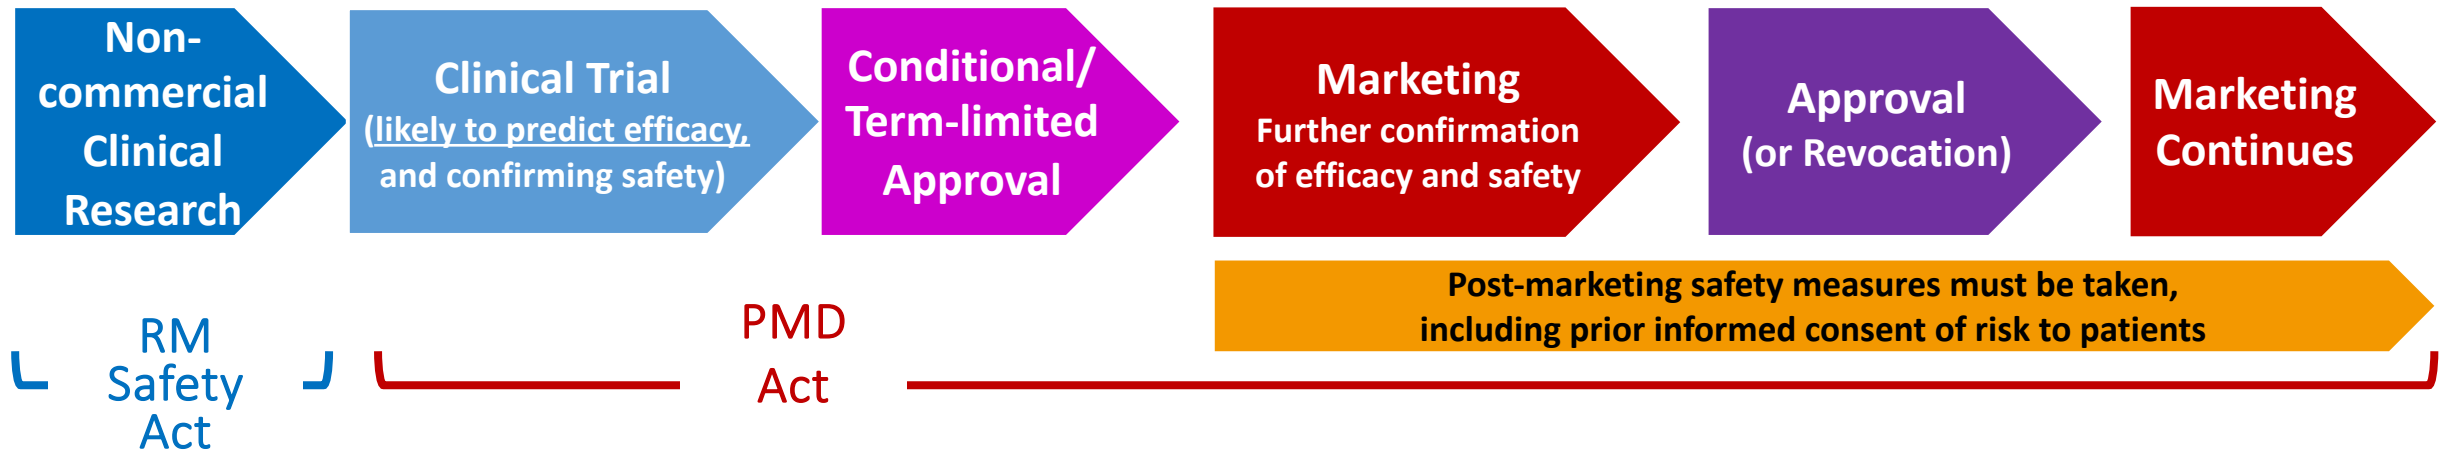 Non-
commercial
Clinical
Research
Clinical Trial
(likely to predict efficacy,
and confirming safety)
Conditional/
Term-limited
Approval
Marketing
Further confirmation
of efficacy and safety
Approval
(or Revocation)
Marketing
Continues
Post-marketing safety measures must be taken,
including prior informed consent of risk to patients
RM
Safety
Act
PMD
Act